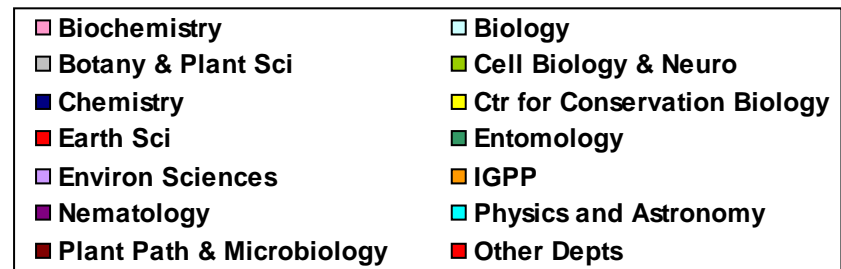 Biochemistry Biology
Botany & Plant Sci Cell Biology & Neuro
Chemistry Ctr for Conservation Biology
Earth Sci Entomology
Environ Sciences IGPP
Nematology Physics and Astronomy
Plant Path & Microbiology Other Depts